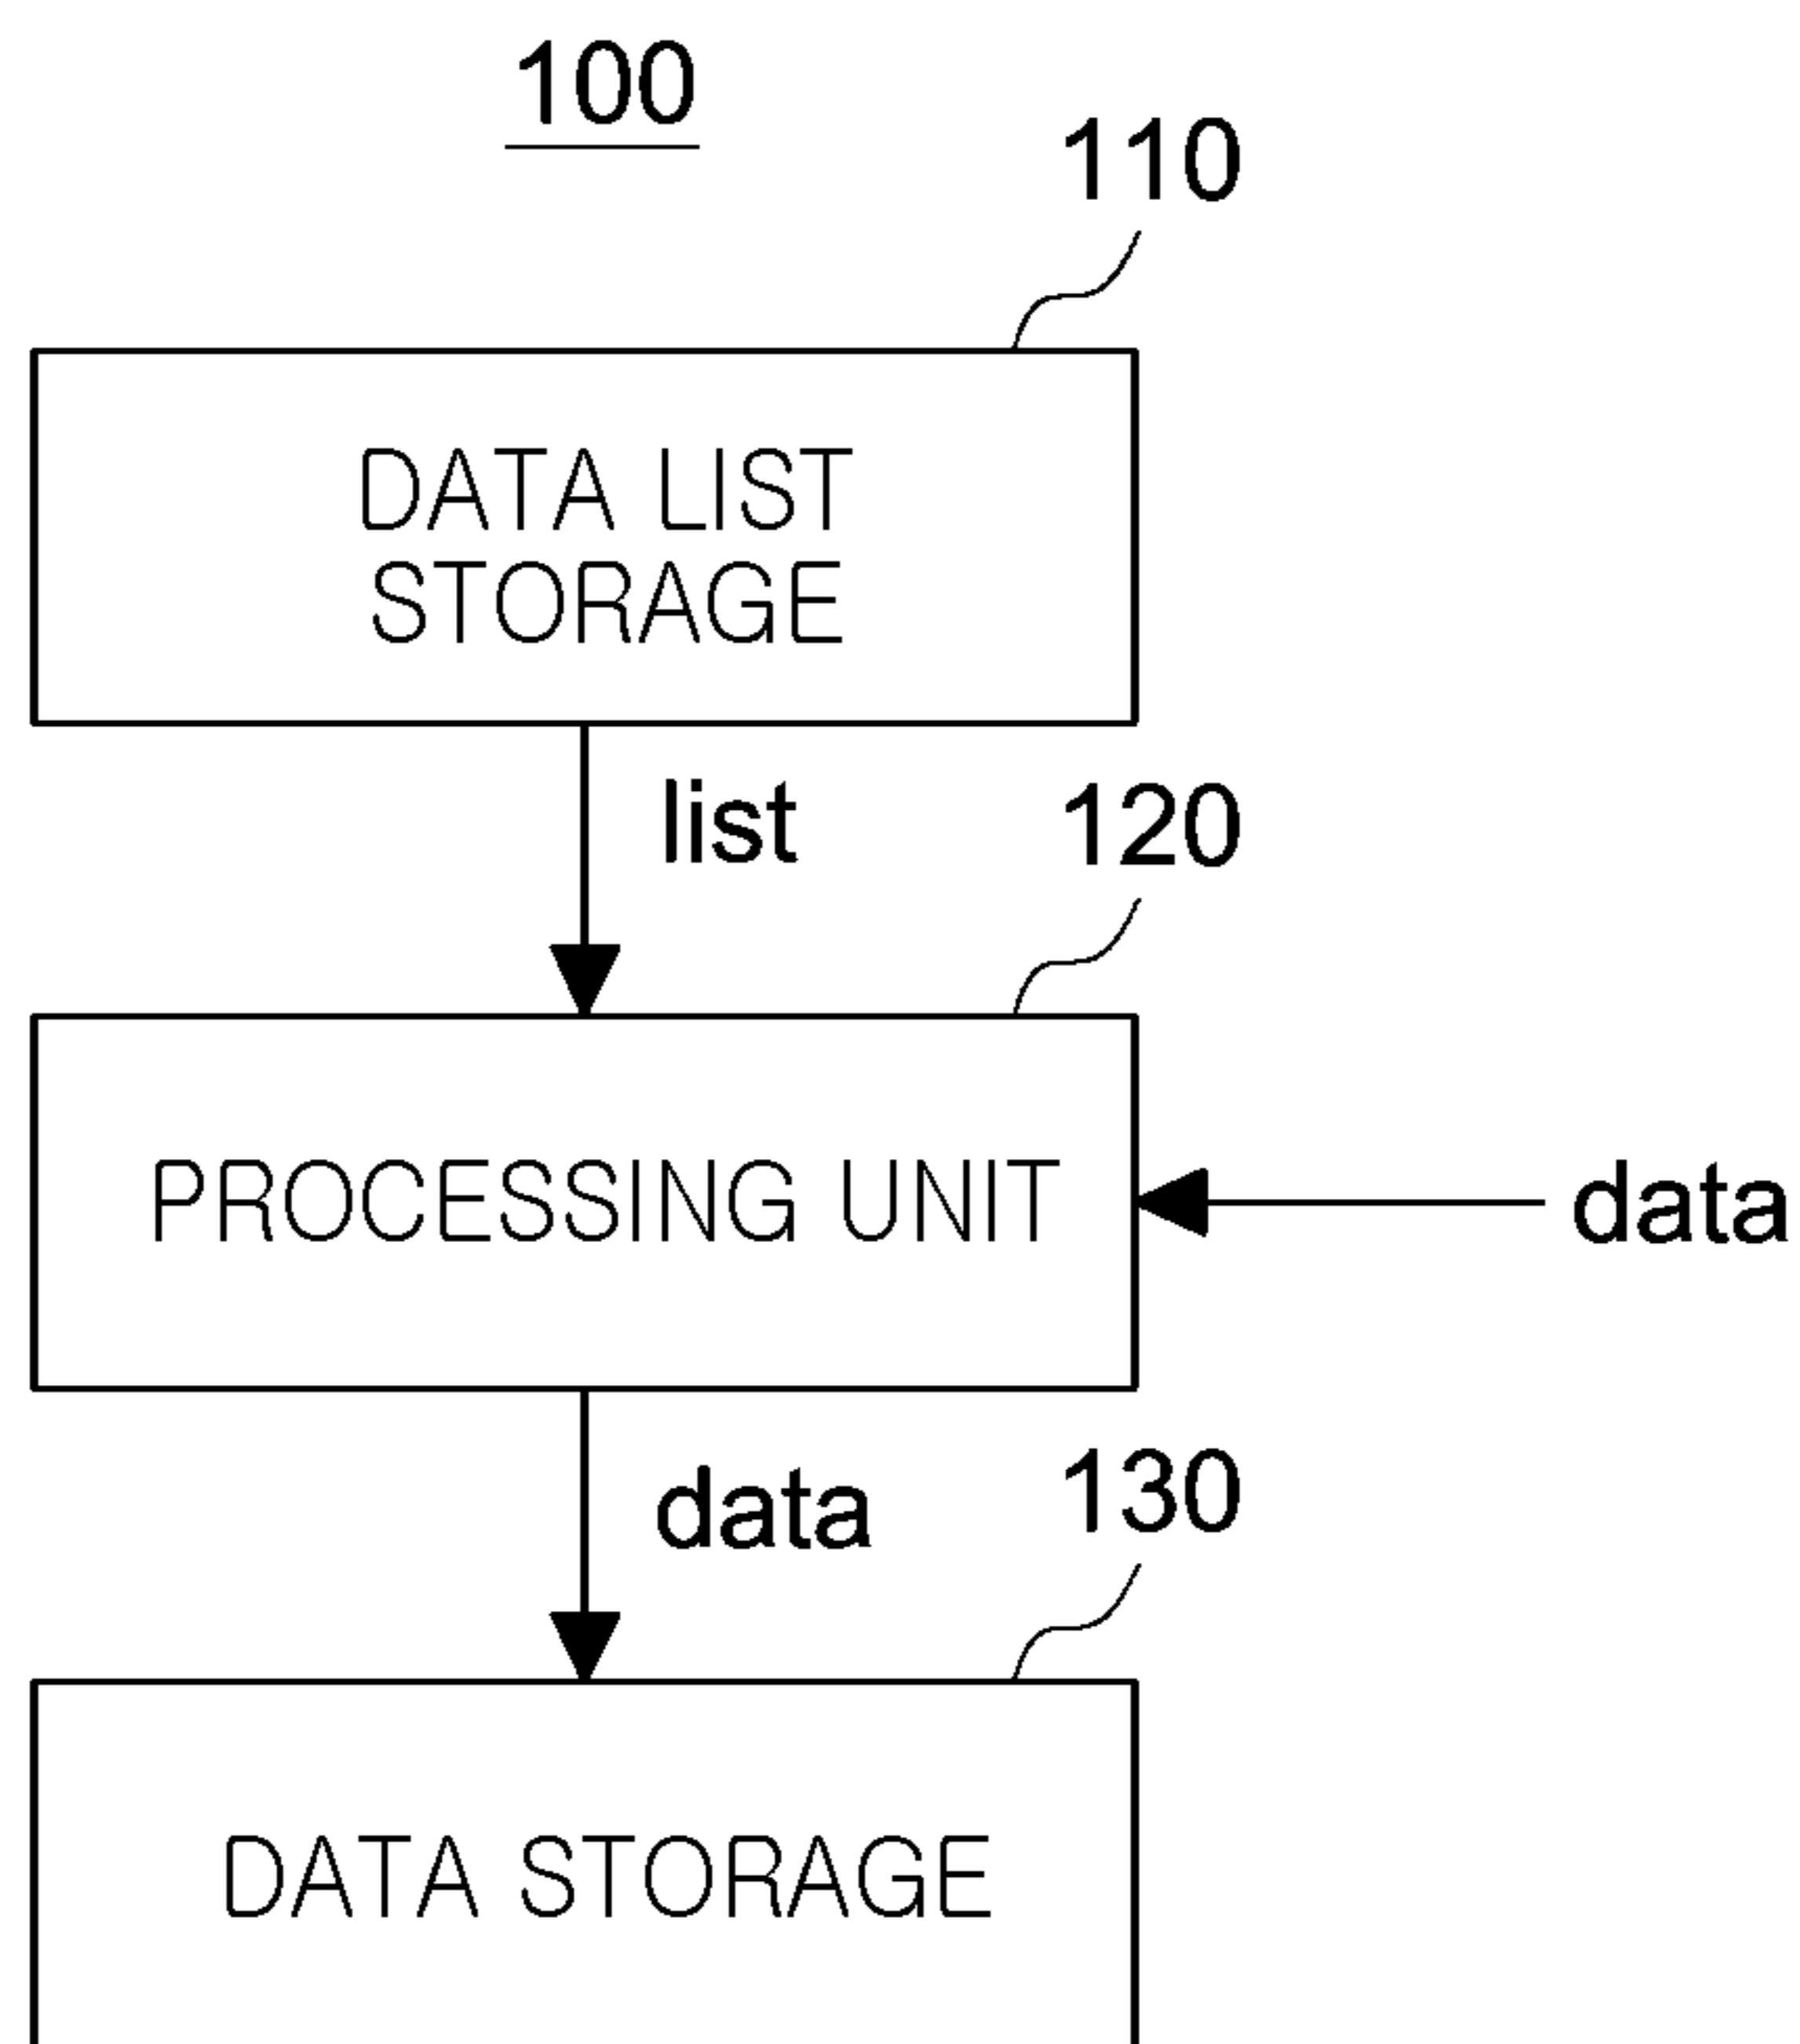 100
110
DATA LIST
STORAGE
list
120
PROCESSING UNIT
data
data
130
DATA STORAGE